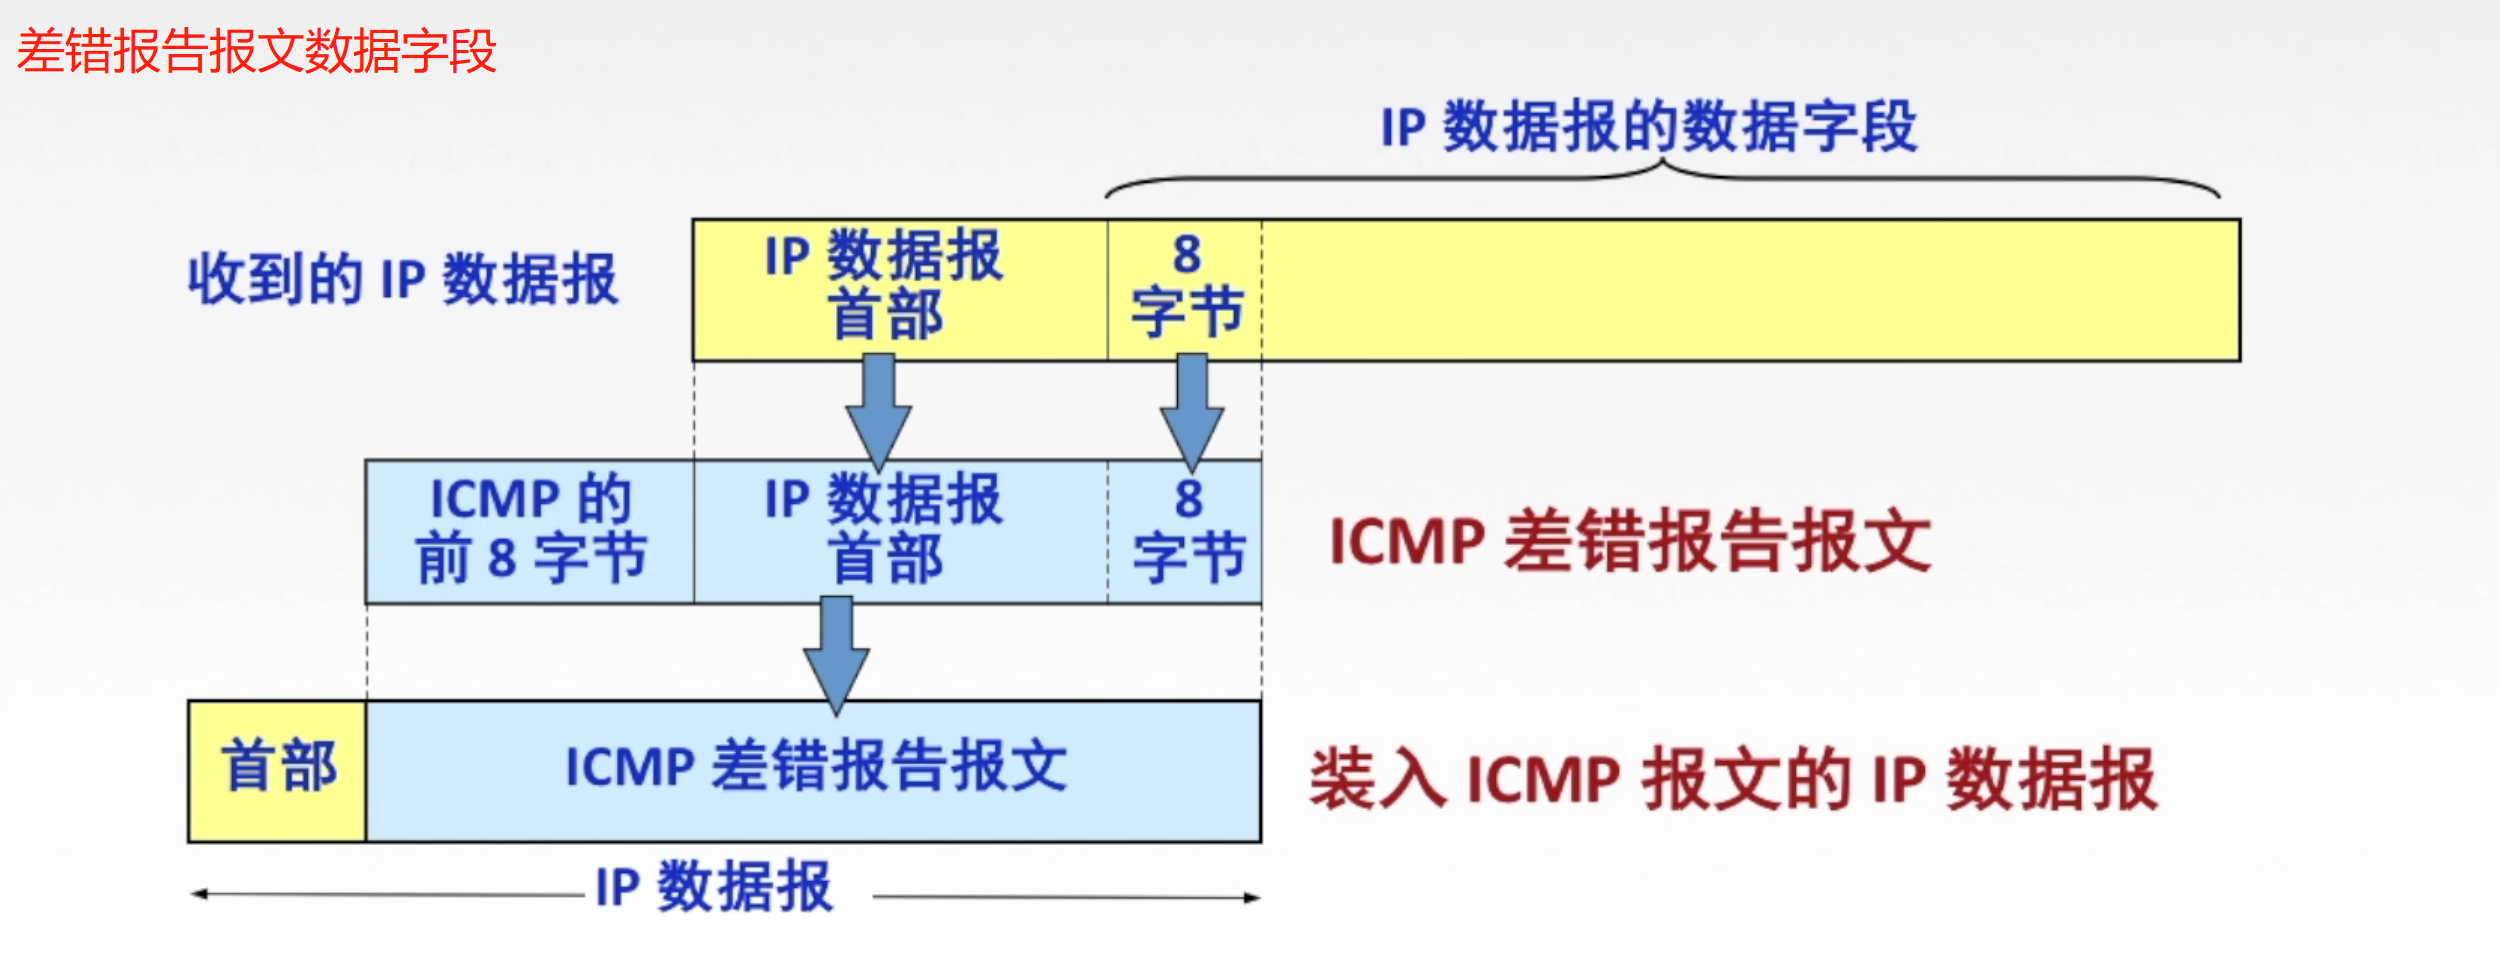 差错报告报文数据字段
IP 数据报的数据字段
收到的 IP 数据报
IP 数据报
首部
8
字节
ICMP 的
前 8 字节
IP 数据报
首部
8
字节
ICMP 差错报告报文
首部
ICMP 差错报告报文
装入 ICMP 报文的 IP 数据报
IP 数据报